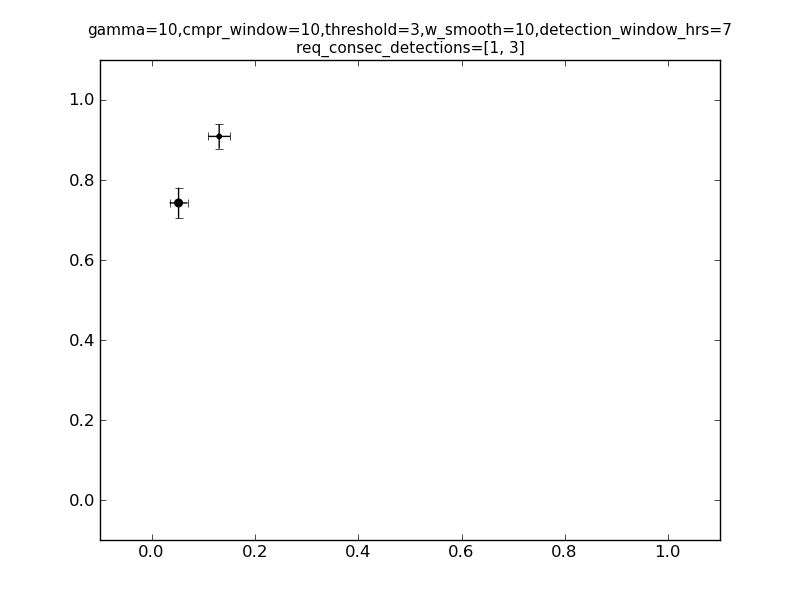 gamma=10,cmpr_window=10,threshold=3,w_smooth=10,detection_window_hrs=7
req_consec_detections=[1, 3]
1.0
0.8
0.6
0.4
0.2
0.0
0.0 0.2 0.4 0.6 0.8 1.0